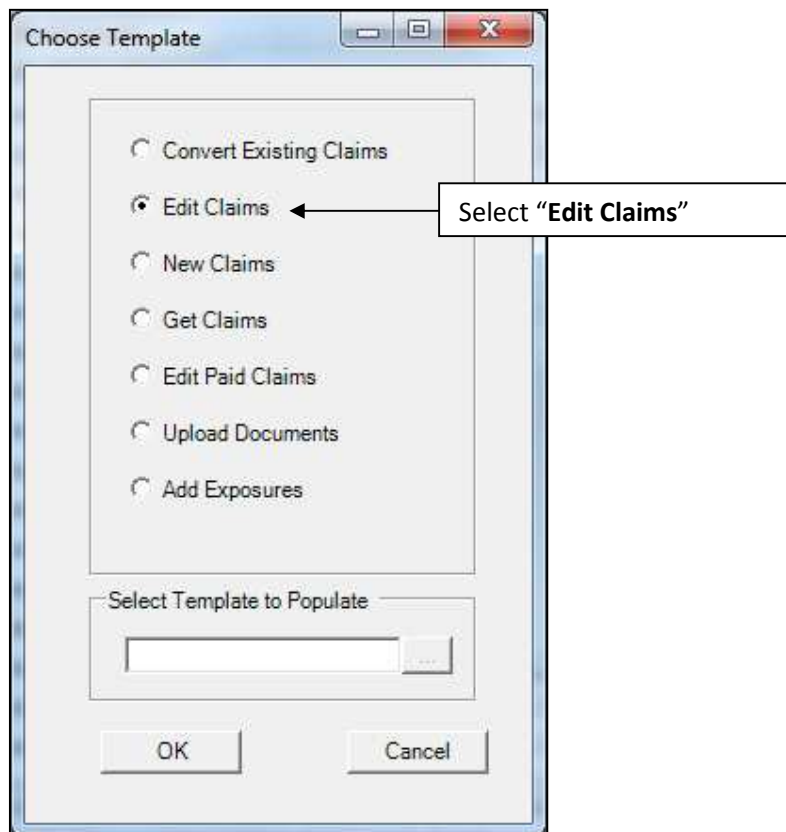 Choose Template
Convert Existing Claims
Edit Claims
Select “Edit Claims”
New Claims
Get Claims
Edit Paid Claims
Upload Documents
Add Exposures
Select Template to Populate
...
OK
Cancel